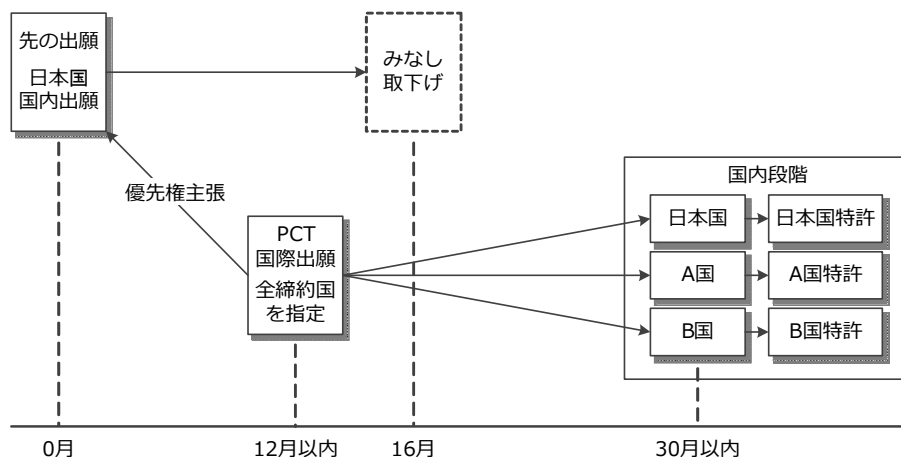 先の出願
日本国
国内出願
みなし
取下げ
優先権主張
PCT
国際出願
全締約国
を指定
国内段階
日本国
日本国特許
A国
A国特許
B国
B国特許
0月
12月以内
16月
30月以内